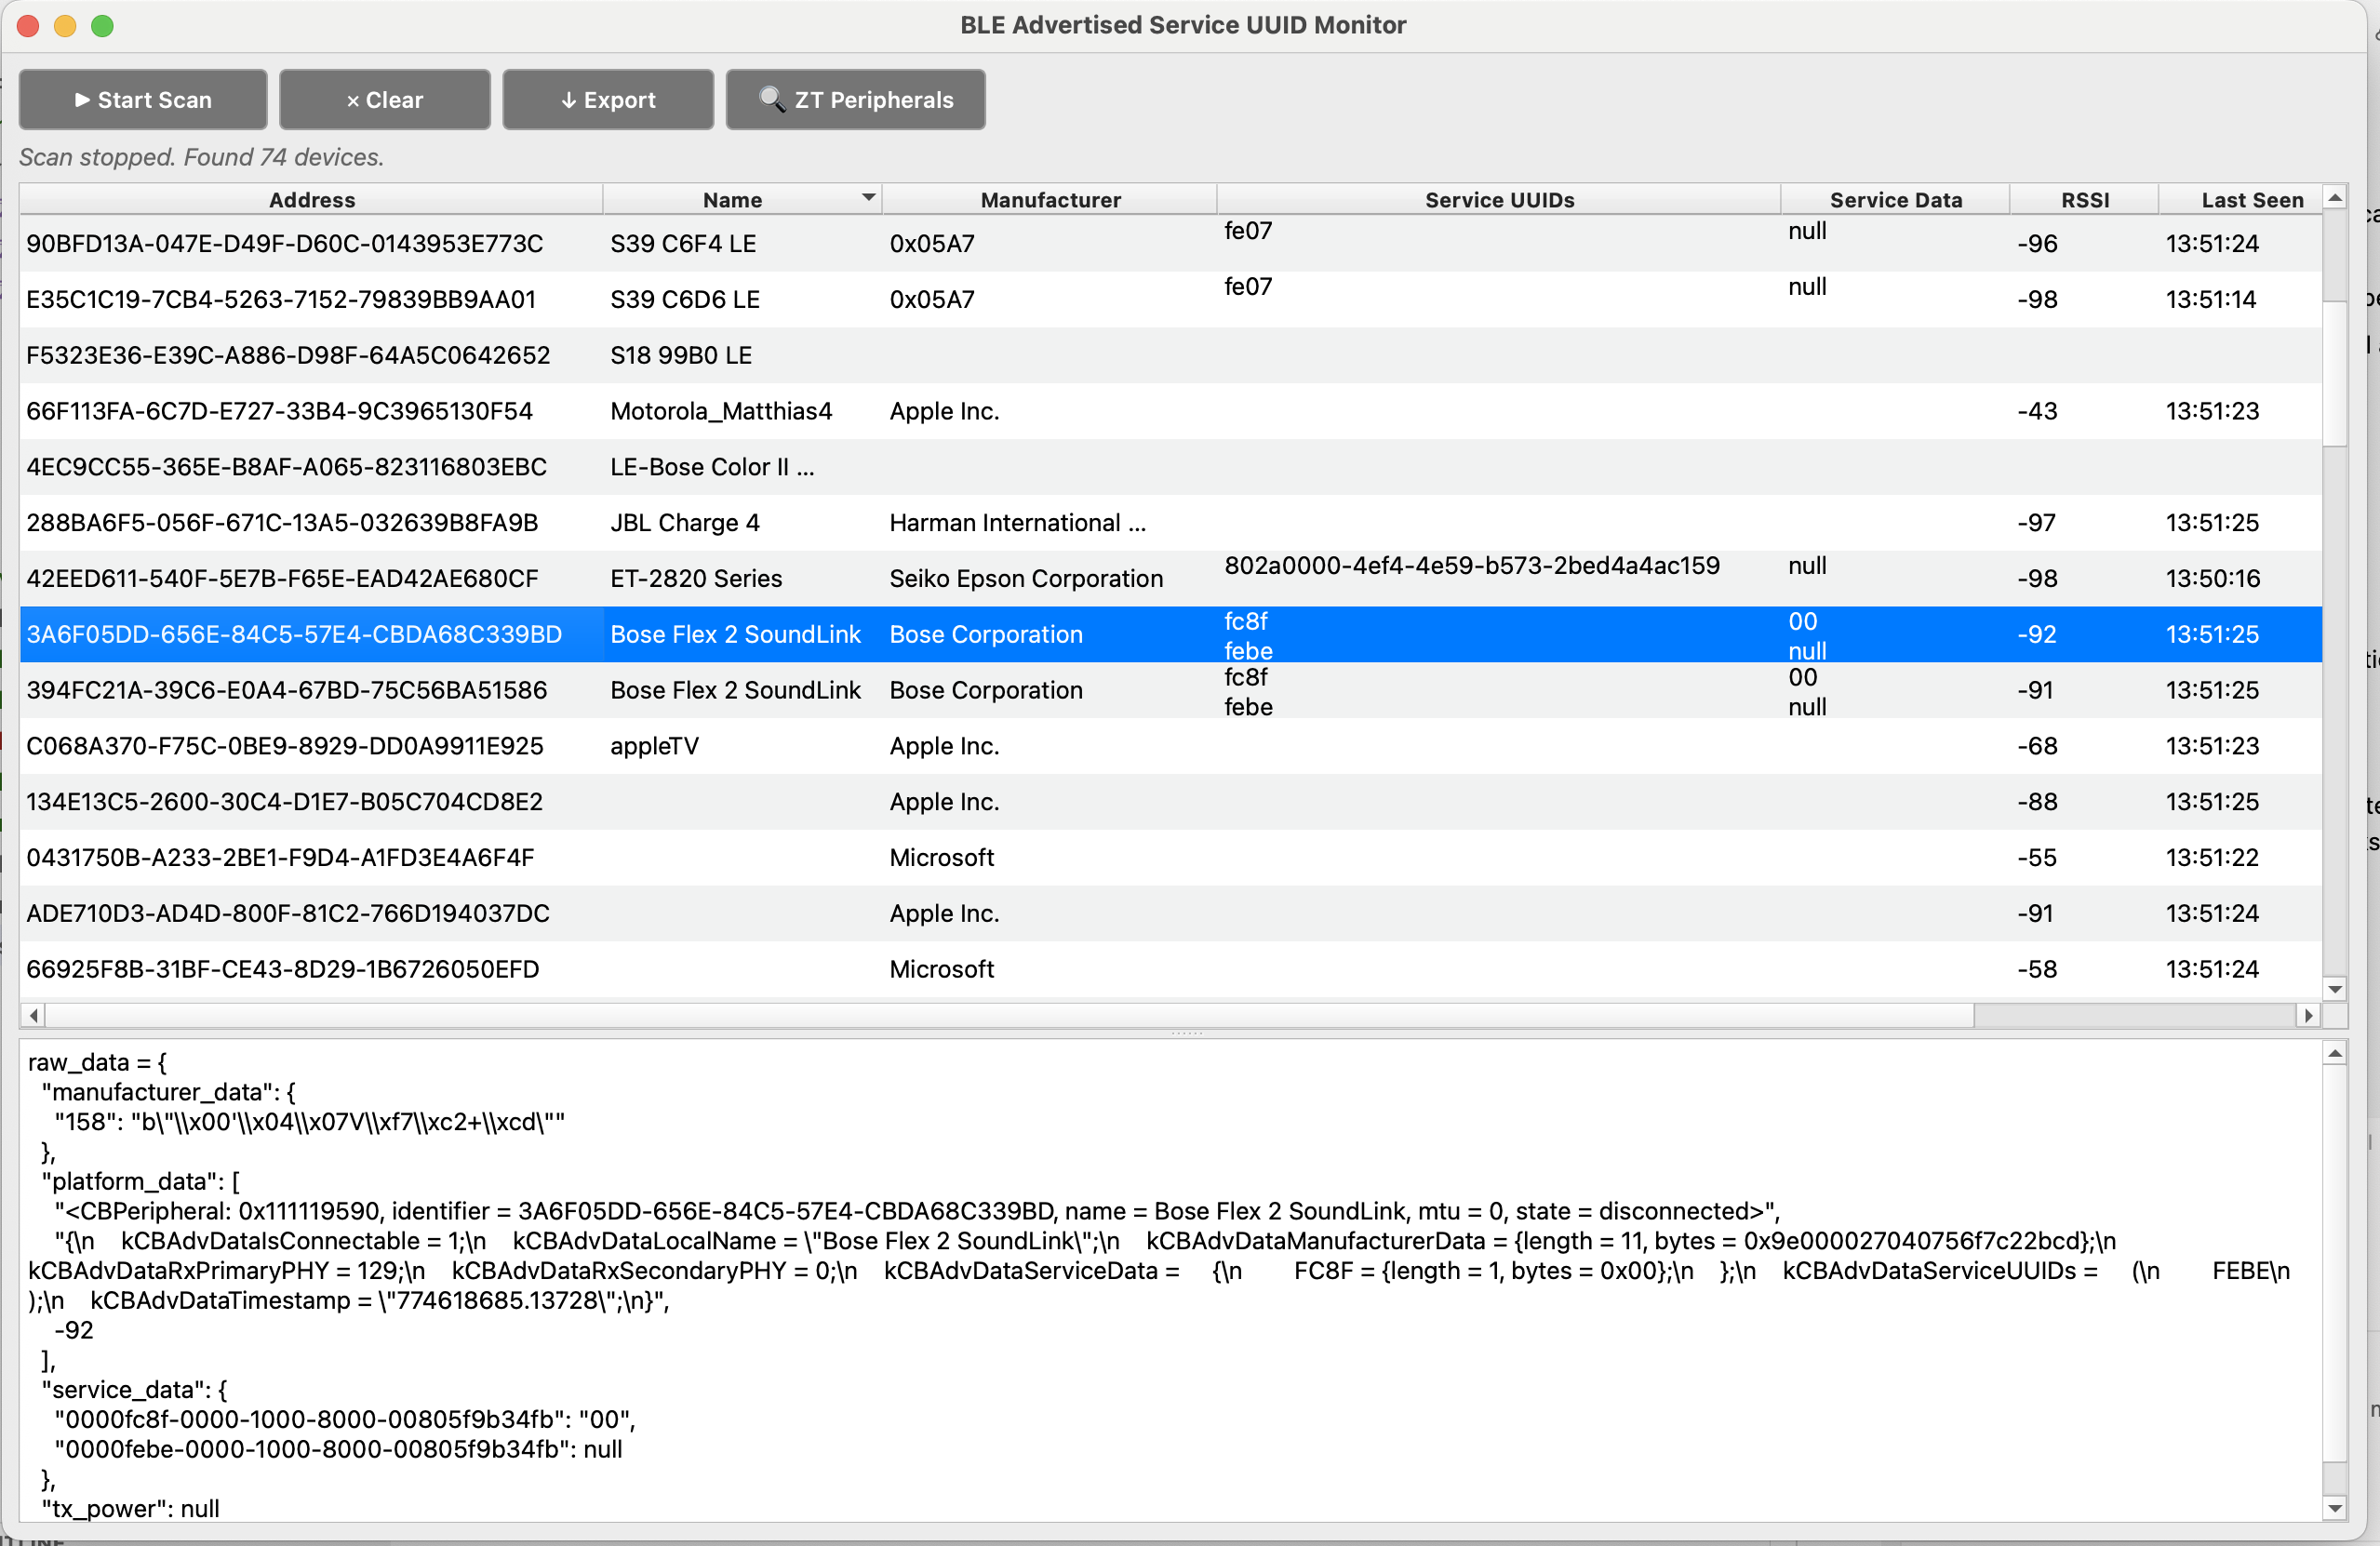 BLE Advertised Service UUID Monitor
▶ Start Scan × Clear ↓ Export 🔍 ZT Peripherals
Scan stopped. Found 74 devices.
Address Name Manufacturer Service UUIDs Service Data RSSI Last Seen
90BFD13A-047E-D49F-D60C-0143953E773C S39 C6F4 LE 0x05A7 fe07 null -96 13:51:24
E35C1C19-7CB4-5263-7152-79839BB9AA01 S39 C6D6 LE 0x05A7 fe07 null -98 13:51:14
F5323E36-E39C-A886-D98F-64A5C0642652 S18 99B0 LE
66F113FA-6C7D-E727-33B4-9C3965130F54 Motorola_Matthias4 Apple Inc. -43 13:51:23
4EC9CC55-365E-B8AF-A065-823116803EBC LE-Bose Color II ...
288BA6F5-056F-671C-13A5-032639B8FA9B JBL Charge 4 Harman International ... -97 13:51:25
42EED611-540F-5E7B-F65E-EAD42AE680CF ET-2820 Series Seiko Epson Corporation 802a0000-4ef4-4e59-b573-2bed4a4ac159 null -98 13:50:16
3A6F05DD-656E-84C5-57E4-CBDA68C339BD Bose Flex 2 SoundLink Bose Corporation fc8f 00 -92 13:51:25
febe null
394FC21A-39C6-E0A4-67BD-75C56BA51586 Bose Flex 2 SoundLink Bose Corporation fc8f 00 -91 13:51:25
febe null
C068A370-F75C-0BE9-8929-DD0A9911E925 appleTV Apple Inc. -68 13:51:23
134E13C5-2600-30C4-D1E7-B05C704CD8E2 Apple Inc. -88 13:51:25
0431750B-A233-2BE1-F9D4-A1FD3E4A6F4F Microsoft -55 13:51:22
ADE710D3-AD4D-800F-81C2-766D194037DC Apple Inc. -91 13:51:24
66925F8B-31BF-CE43-8D29-1B6726050EFD Microsoft -58 13:51:24
raw_data = {
"manufacturer_data": {
"158": "b\"\\x00'\\x04\\x07V\\xf7\\xc2+\\xcd\""
},
"platform_data": [
"<CBPeripheral: 0x111119590, identifier = 3A6F05DD-656E-84C5-57E4-CBDA68C339BD, name = Bose Flex 2 SoundLink, mtu = 0, state = disconnected>",
"{\n kCBAdvDataIsConnectable = 1;\n kCBAdvDataLocalName = \"Bose Flex 2 SoundLink\";\n kCBAdvDataManufacturerData = {length = 11, bytes = 0x9e000027040756f7c22bcd};\n
kCBAdvDataRxPrimaryPHY = 129;\n kCBAdvDataRxSecondaryPHY = 0;\n kCBAdvDataServiceData = {\n FC8F = {length = 1, bytes = 0x00};\n };\n kCBAdvDataServiceUUIDs = (\n FEBE\n
);\n kCBAdvDataTimestamp = \"774618685.13728\";\n}",
-92
],
"service_data": {
"0000fc8f-0000-1000-8000-00805f9b34fb": "00",
"0000febe-0000-1000-8000-00805f9b34fb": null
},
"tx_power": null